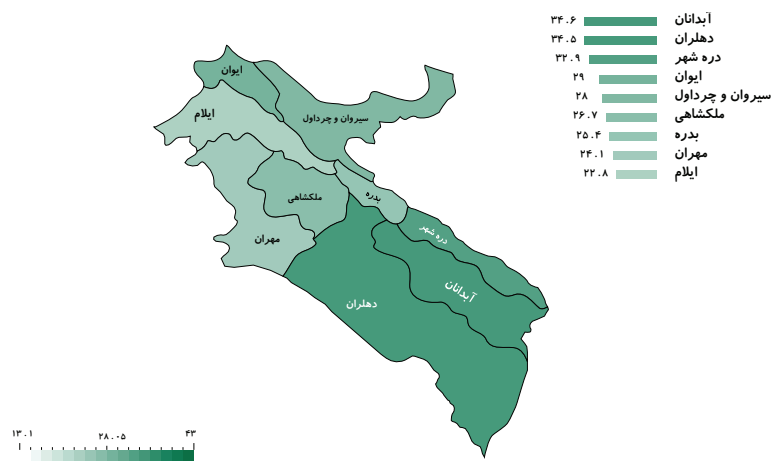 آبدانان ۳۴.۶
دهلران ۳۴.۵
دره شهر ۳۲.۹
ایوان ۲۹
سیروان و چرداول ۲۸
ملکشاهی ۲۶.۷
بدره ۲۵.۴
مهران ۲۴.۱
ایلام ۲۲.۸
ایوان
ایلام
سیروان و چرداول
ملکشاهی
بدره
مهران
دره شهر
آبدانان
دهلران
۱۳.۱ ۲۸.۰۵ ۴۳